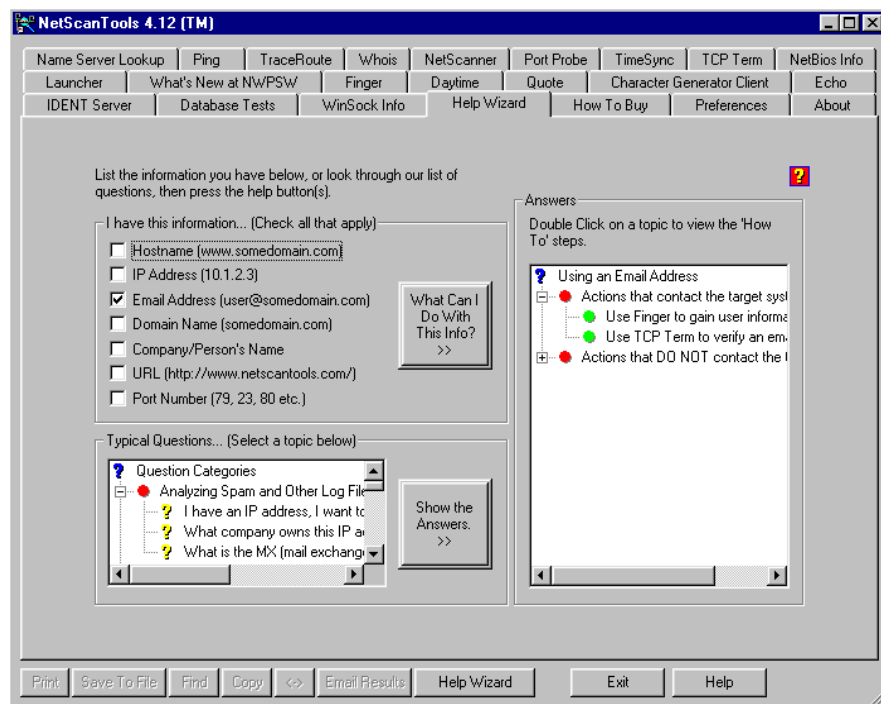 NetScanTools 4.12 (TM)
Name Server Lookup Ping TraceRoute Whois NetScanner Port Probe TimeSync TCP Term NetBios Info
Launcher What's New at NWPSW Finger Daytime Quote Character Generator Client Echo
IDENT Server Database Tests WinSock Info Help Wizard How To Buy Preferences About
List the information you have below, or look through our list of
questions, then press the help button(s).
I have this information... (Check all that apply)
Hostname (www.somedomain.com)
IP Address (10.1.2.3)
Email Address (user@somedomain.com)
Domain Name (somedomain.com)
Company/Person's Name
URL (http://www.netscantools.com/)
Port Number (79, 23, 80 etc.)
What Can I
Do With
This Info?
>>
Typical Questions... (Select a topic below)
? Question Categories
Analyzing Spam and Other Log File
? I have an IP address, I want to
? What company owns this IP a
? What is the MX (mail exchang
Show the
Answers.
>>
?
Answers
Double Click on a topic to view the 'How
To' steps.
? Using an Email Address
Actions that contact the target syst
Use Finger to gain user informa
Use TCP Term to verify an em
Actions that DO NOT contact the
Print Save To File Find Copy <-> Email Results Help Wizard Exit Help